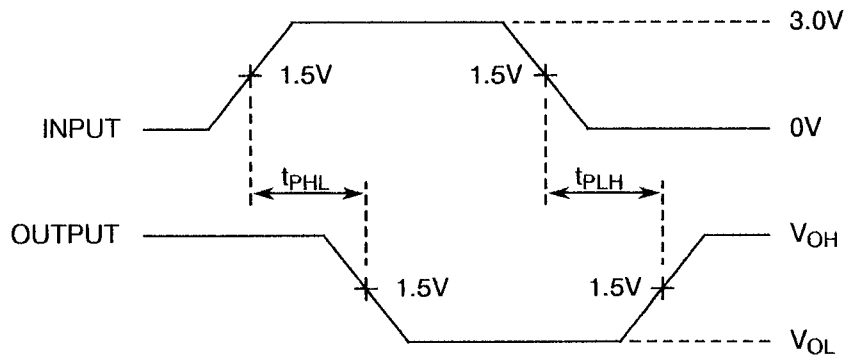 3.0V
1.5V 1.5V
INPUT 0V
tPHL tPLH
OUTPUT VOH
1.5V 1.5V
VOL